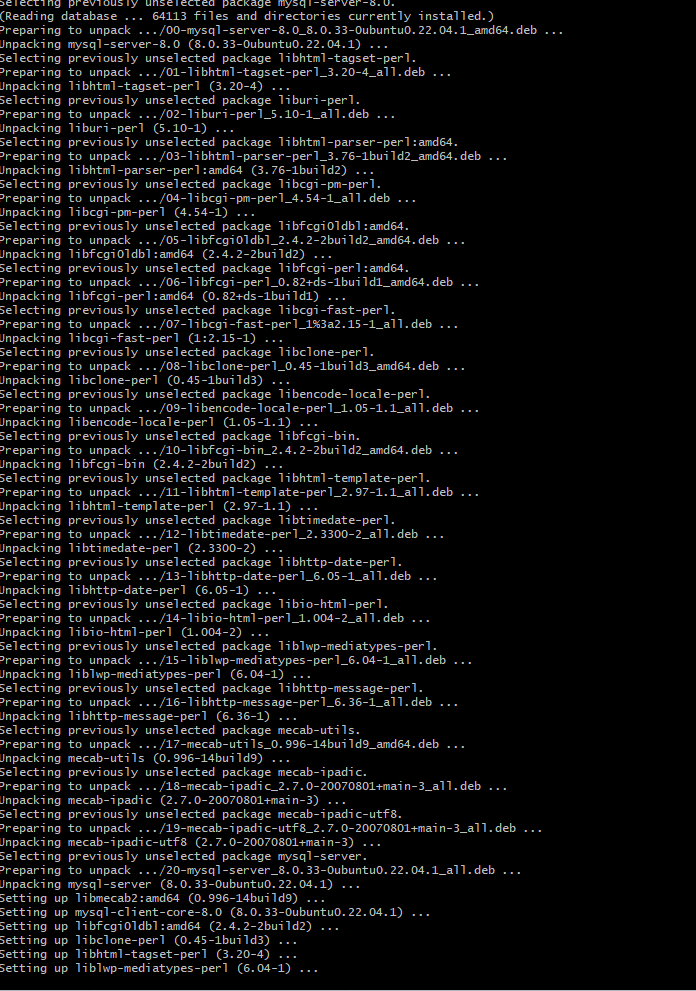 Selecting previously unselected package mysql-server-8.0.
(Reading database ... 64113 files and directories currently installed.)
Preparing to unpack .../00-mysql-server-8.0_8.0.33-0ubuntu0.22.04.1_amd64.deb ...
Unpacking mysql-server-8.0 (8.0.33-0ubuntu0.22.04.1) ...
Selecting previously unselected package libhtml-tagset-perl.
Preparing to unpack .../01-libhtml-tagset-perl_3.20-4_all.deb ...
Unpacking libhtml-tagset-perl (3.20-4) ...
Selecting previously unselected package liburi-perl.
Preparing to unpack .../02-liburi-perl_5.10-1_all.deb ...
Unpacking liburi-perl (5.10-1) ...
Selecting previously unselected package libhtml-parser-perl:amd64.
Preparing to unpack .../03-libhtml-parser-perl_3.76-1build2_amd64.deb ...
Unpacking libhtml-parser-perl:amd64 (3.76-1build2) ...
Selecting previously unselected package libcgi-pm-perl.
Preparing to unpack .../04-libcgi-pm-perl_4.54-1_all.deb ...
Unpacking libcgi-pm-perl (4.54-1) ...
Selecting previously unselected package libfcgi0ldbl:amd64.
Preparing to unpack .../05-libfcgi0ldbl_2.4.2-2build2_amd64.deb ...
Unpacking libfcgi0ldbl:amd64 (2.4.2-2build2) ...
Selecting previously unselected package libfcgi-perl:amd64.
Preparing to unpack .../06-libfcgi-perl_0.82+ds-1build1_amd64.deb ...
Unpacking libfcgi-perl:amd64 (0.82+ds-1build1) ...
Selecting previously unselected package libcgi-fast-perl.
Preparing to unpack .../07-libcgi-fast-perl_1%3a2.15-1_all.deb ...
Unpacking libcgi-fast-perl (1:2.15-1) ...
Selecting previously unselected package libclone-perl.
Preparing to unpack .../08-libclone-perl_0.45-1build3_amd64.deb ...
Unpacking libclone-perl (0.45-1build3) ...
Selecting previously unselected package libencode-locale-perl.
Preparing to unpack .../09-libencode-locale-perl_1.05-1.1_all.deb ...
Unpacking libencode-locale-perl (1.05-1.1) ...
Selecting previously unselected package libfcgi-bin.
Preparing to unpack .../10-libfcgi-bin_2.4.2-2build2_amd64.deb ...
Unpacking libfcgi-bin (2.4.2-2build2) ...
Selecting previously unselected package libhtml-template-perl.
Preparing to unpack .../11-libhtml-template-perl_2.97-1.1_all.deb ...
Unpacking libhtml-template-perl (2.97-1.1) ...
Selecting previously unselected package libtimedate-perl.
Preparing to unpack .../12-libtimedate-perl_2.3300-2_all.deb ...
Unpacking libtimedate-perl (2.3300-2) ...
Selecting previously unselected package libhttp-date-perl.
Preparing to unpack .../13-libhttp-date-perl_6.05-1_all.deb ...
Unpacking libhttp-date-perl (6.05-1) ...
Selecting previously unselected package libio-html-perl.
Preparing to unpack .../14-libio-html-perl_1.004-2_all.deb ...
Unpacking libio-html-perl (1.004-2) ...
Selecting previously unselected package liblwp-mediatypes-perl.
Preparing to unpack .../15-liblwp-mediatypes-perl_6.04-1_all.deb ...
Unpacking liblwp-mediatypes-perl (6.04-1) ...
Selecting previously unselected package libhttp-message-perl.
Preparing to unpack .../16-libhttp-message-perl_6.36-1_all.deb ...
Unpacking libhttp-message-perl (6.36-1) ...
Selecting previously unselected package mecab-utils.
Preparing to unpack .../17-mecab-utils_0.996-14build9_amd64.deb ...
Unpacking mecab-utils (0.996-14build9) ...
Selecting previously unselected package mecab-ipadic.
Preparing to unpack .../18-mecab-ipadic_2.7.0-20070801+main-3_all.deb ...
Unpacking mecab-ipadic (2.7.0-20070801+main-3) ...
Selecting previously unselected package mecab-ipadic-utf8.
Preparing to unpack .../19-mecab-ipadic-utf8_2.7.0-20070801+main-3_all.deb ...
Unpacking mecab-ipadic-utf8 (2.7.0-20070801+main-3) ...
Selecting previously unselected package mysql-server.
Preparing to unpack .../20-mysql-server_8.0.33-0ubuntu0.22.04.1_all.deb ...
Unpacking mysql-server (8.0.33-0ubuntu0.22.04.1) ...
Setting up libmecab2:amd64 (0.996-14build9) ...
Setting up mysql-client-core-8.0 (8.0.33-0ubuntu0.22.04.1) ...
Setting up libfcgi0ldbl:amd64 (2.4.2-2build2) ...
Setting up libclone-perl (0.45-1build3) ...
Setting up libhtml-tagset-perl (3.20-4) ...
Setting up liblwp-mediatypes-perl (6.04-1) ...